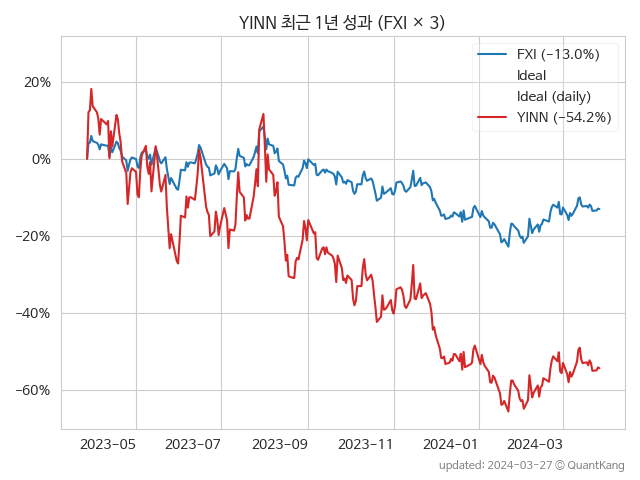 YINN 최근 1년 성과 (FXI × 3)
FXI (−13.0%)
Ideal
Ideal (daily)
YINN (−54.2%)
20%
0%
−20%
−40%
−60%
2023-05 2023-07 2023-09 2023-11 2024-01 2024-03
updated: 2024-03-27 © QuantKang